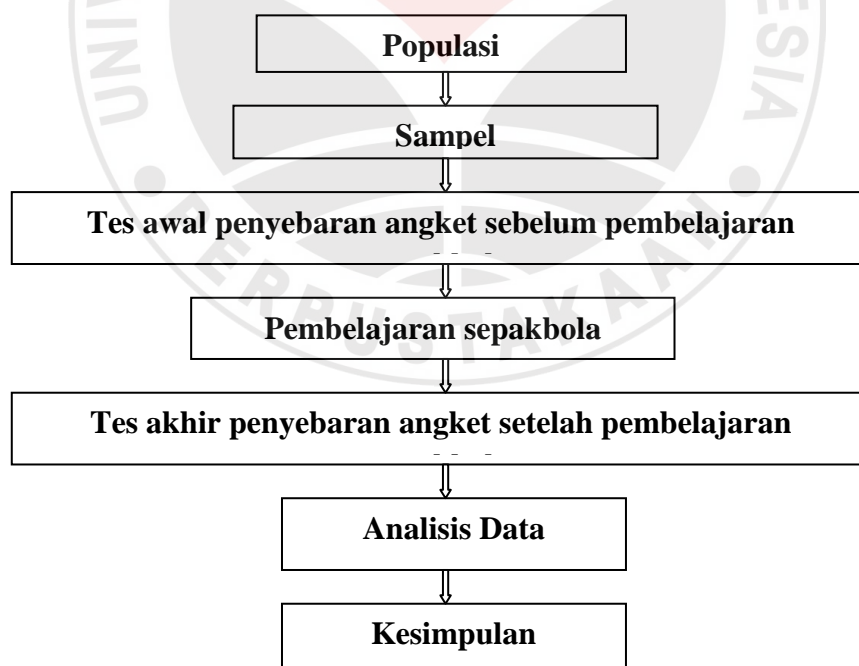 Populasi
Sampel
Tes awal penyebaran angket sebelum pembelajaran
Pembelajaran sepakbola
Tes akhir penyebaran angket setelah pembelajaran
Analisis Data
Kesimpulan
PERPUSTAKAAN